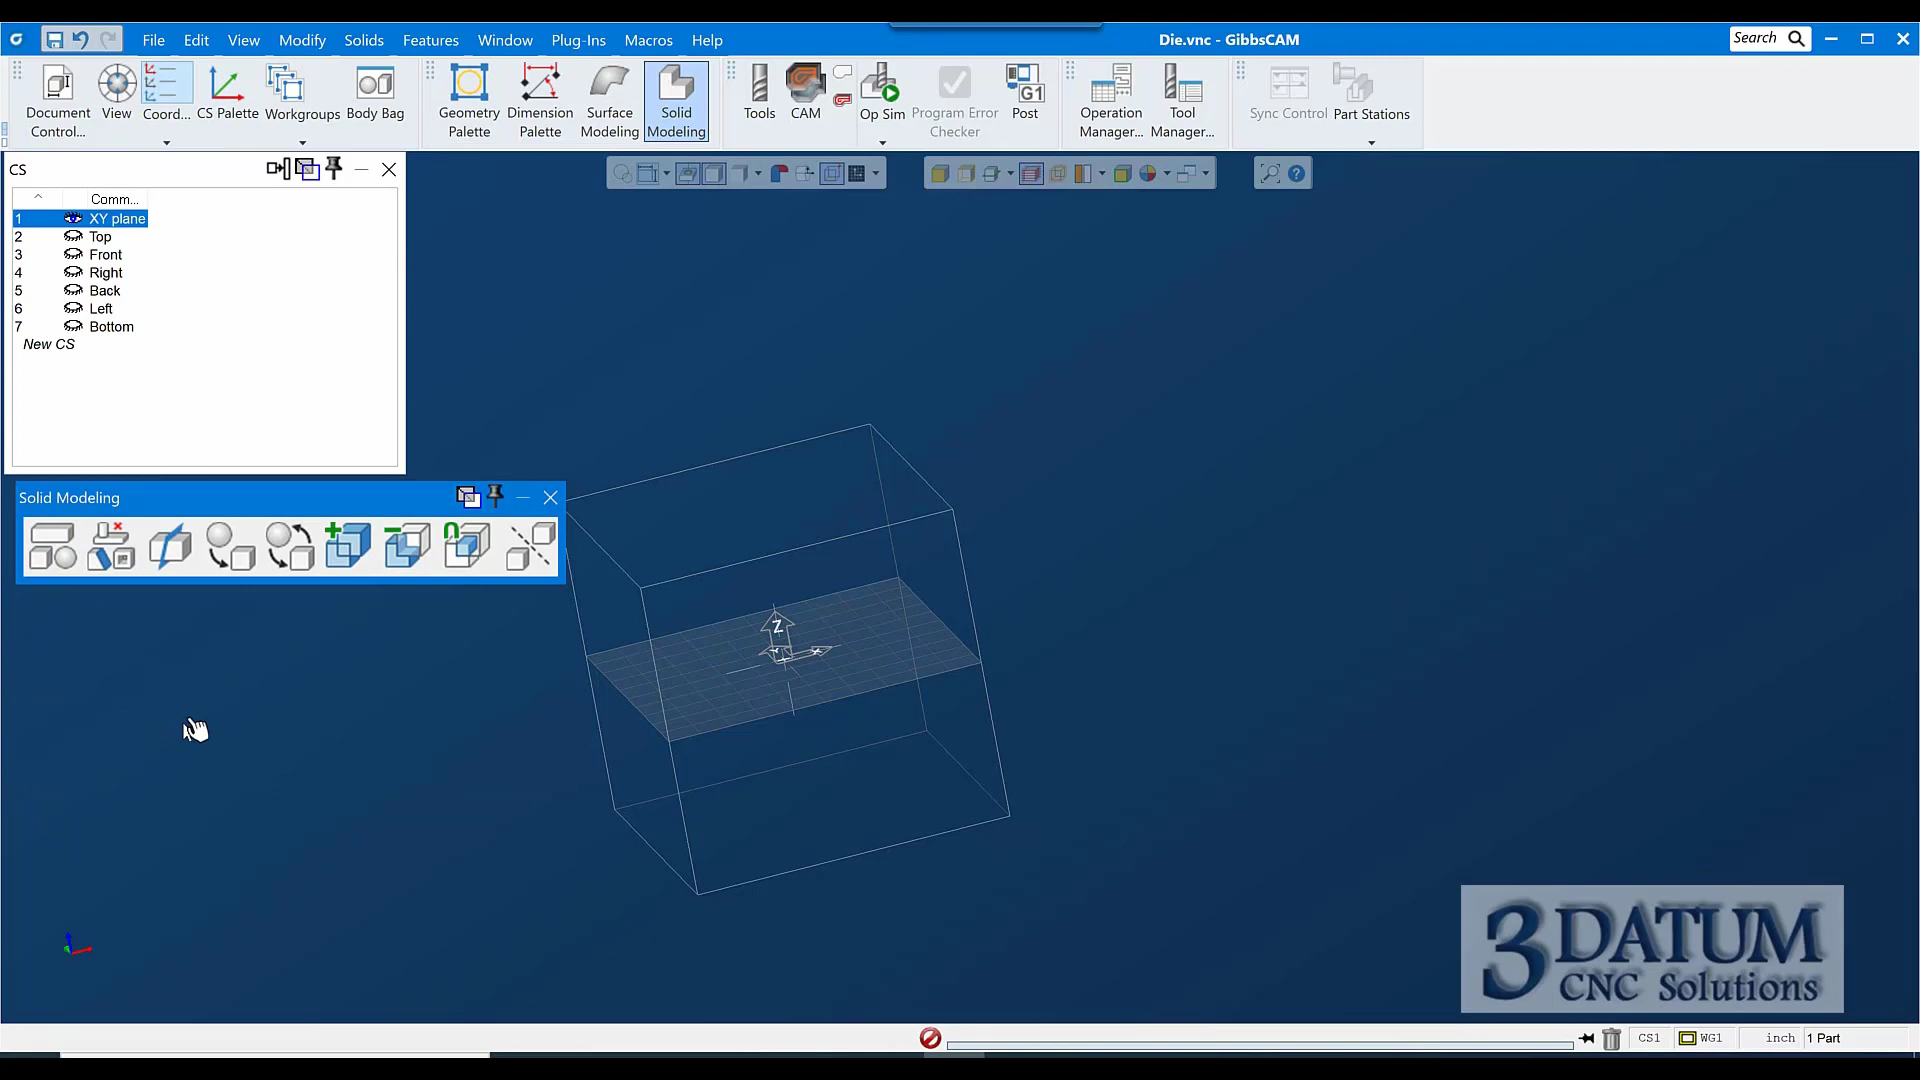 File Edit View Modify Solids Features Window Plug-Ins Macros Help
Die.vnc - GibbsCAM
Search
Document Control...
View
Coord...
CS Palette
Workgroups
Body Bag
Geometry Palette
Dimension Palette
Surface Modeling
Solid Modeling
Tools
CAM
Op Sim
Program Error Checker
G1
Post
Operation Manager...
Tool Manager...
Sync Control
Part Stations
CS
Comm...
1 XY plane
2 Top
3 Front
4 Right
5 Back
6 Left
7 Bottom
New CS
Solid Modeling
Z
3DATUM
CNC Solutions
CS1 WG1 inch 1 Part